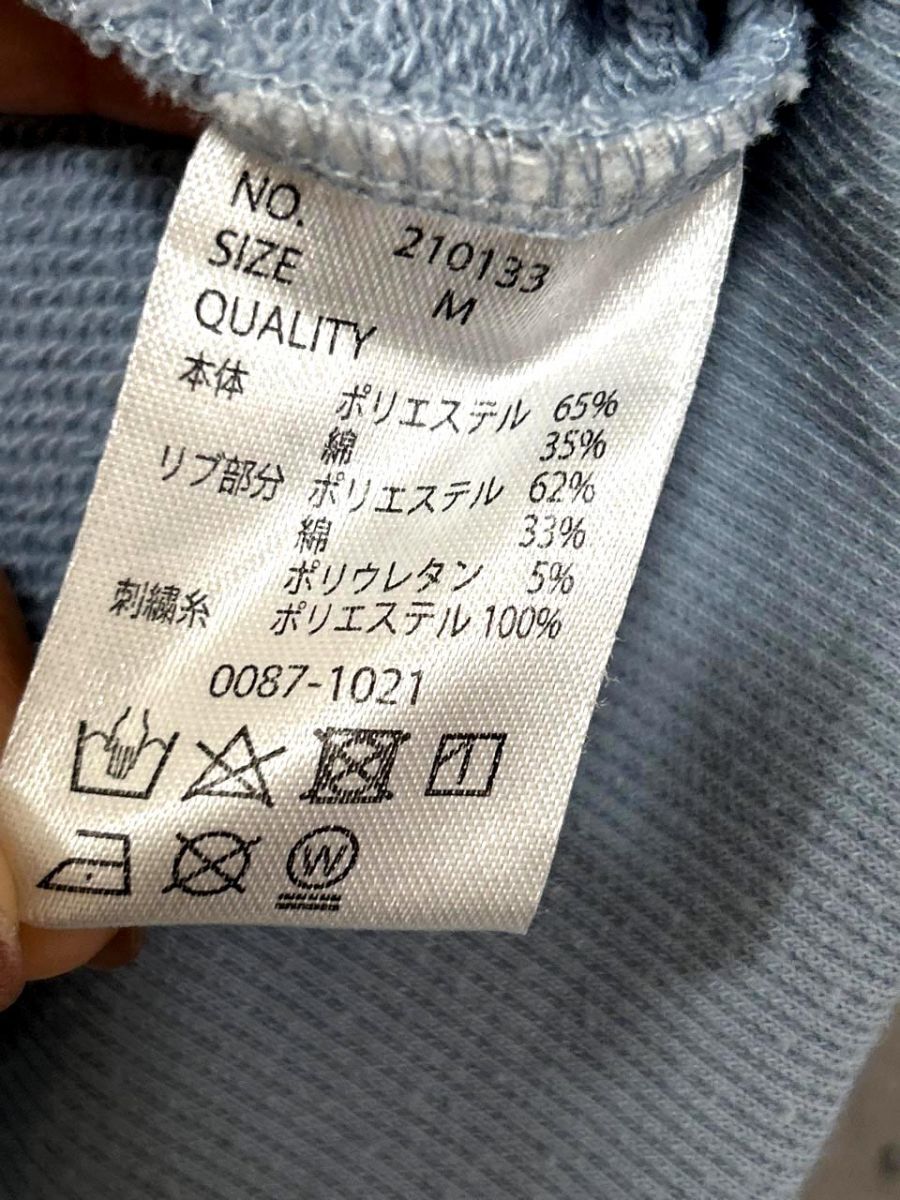 NO. 210133
SIZE M
QUALITY
本体 ポリエステル 65%
綿 35%
リブ部分 ポリエステル 62%
綿 33%
ポリウレタン 5%
刺繍糸 ポリエステル 100%
0087-1021
W